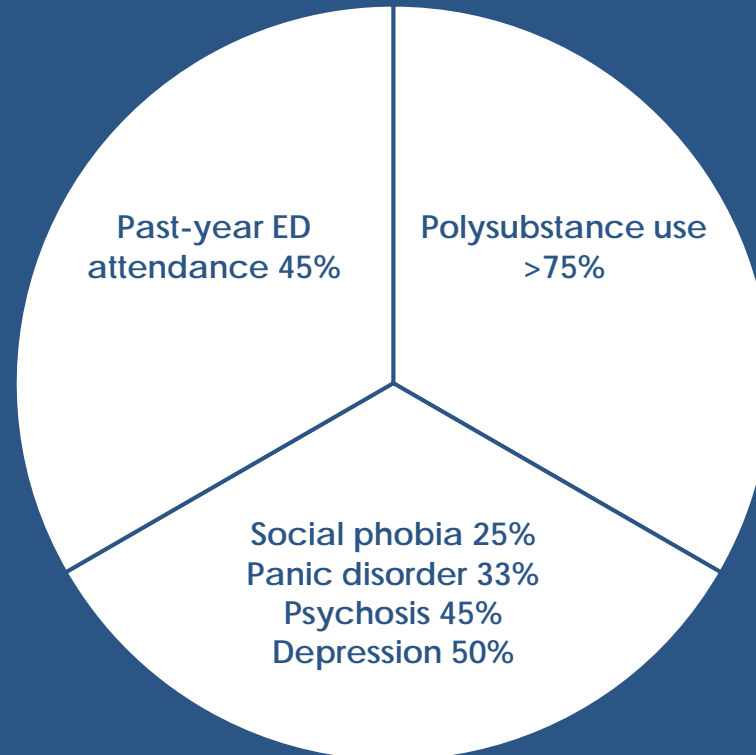 Past-year ED
attendance 45%
Polysubstance use
>75%
Social phobia 25%
Panic disorder 33%
Psychosis 45%
Depression 50%